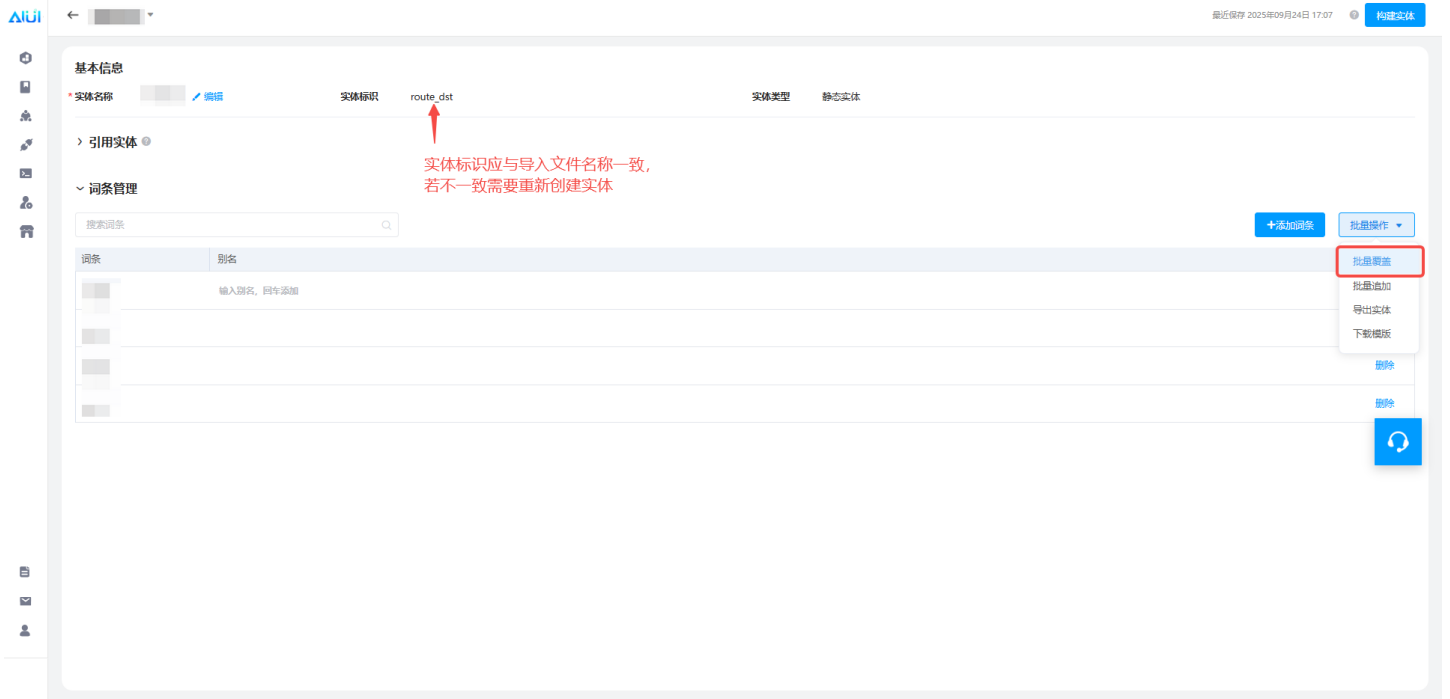 AIUI
最近保存 2025年09月24日 17:07
构建实体
基本信息
* 实体名称 编辑 实体标识 route_dst 实体类型 静态实体
引用实体
实体标识应与导入文件名称一致，
若不一致需要重新创建实体
词条管理
搜索词条
+添加词条
批量操作
词条 别名
批量覆盖
批量追加
导出实体
下载模版
输入别名，回车添加
删除
删除